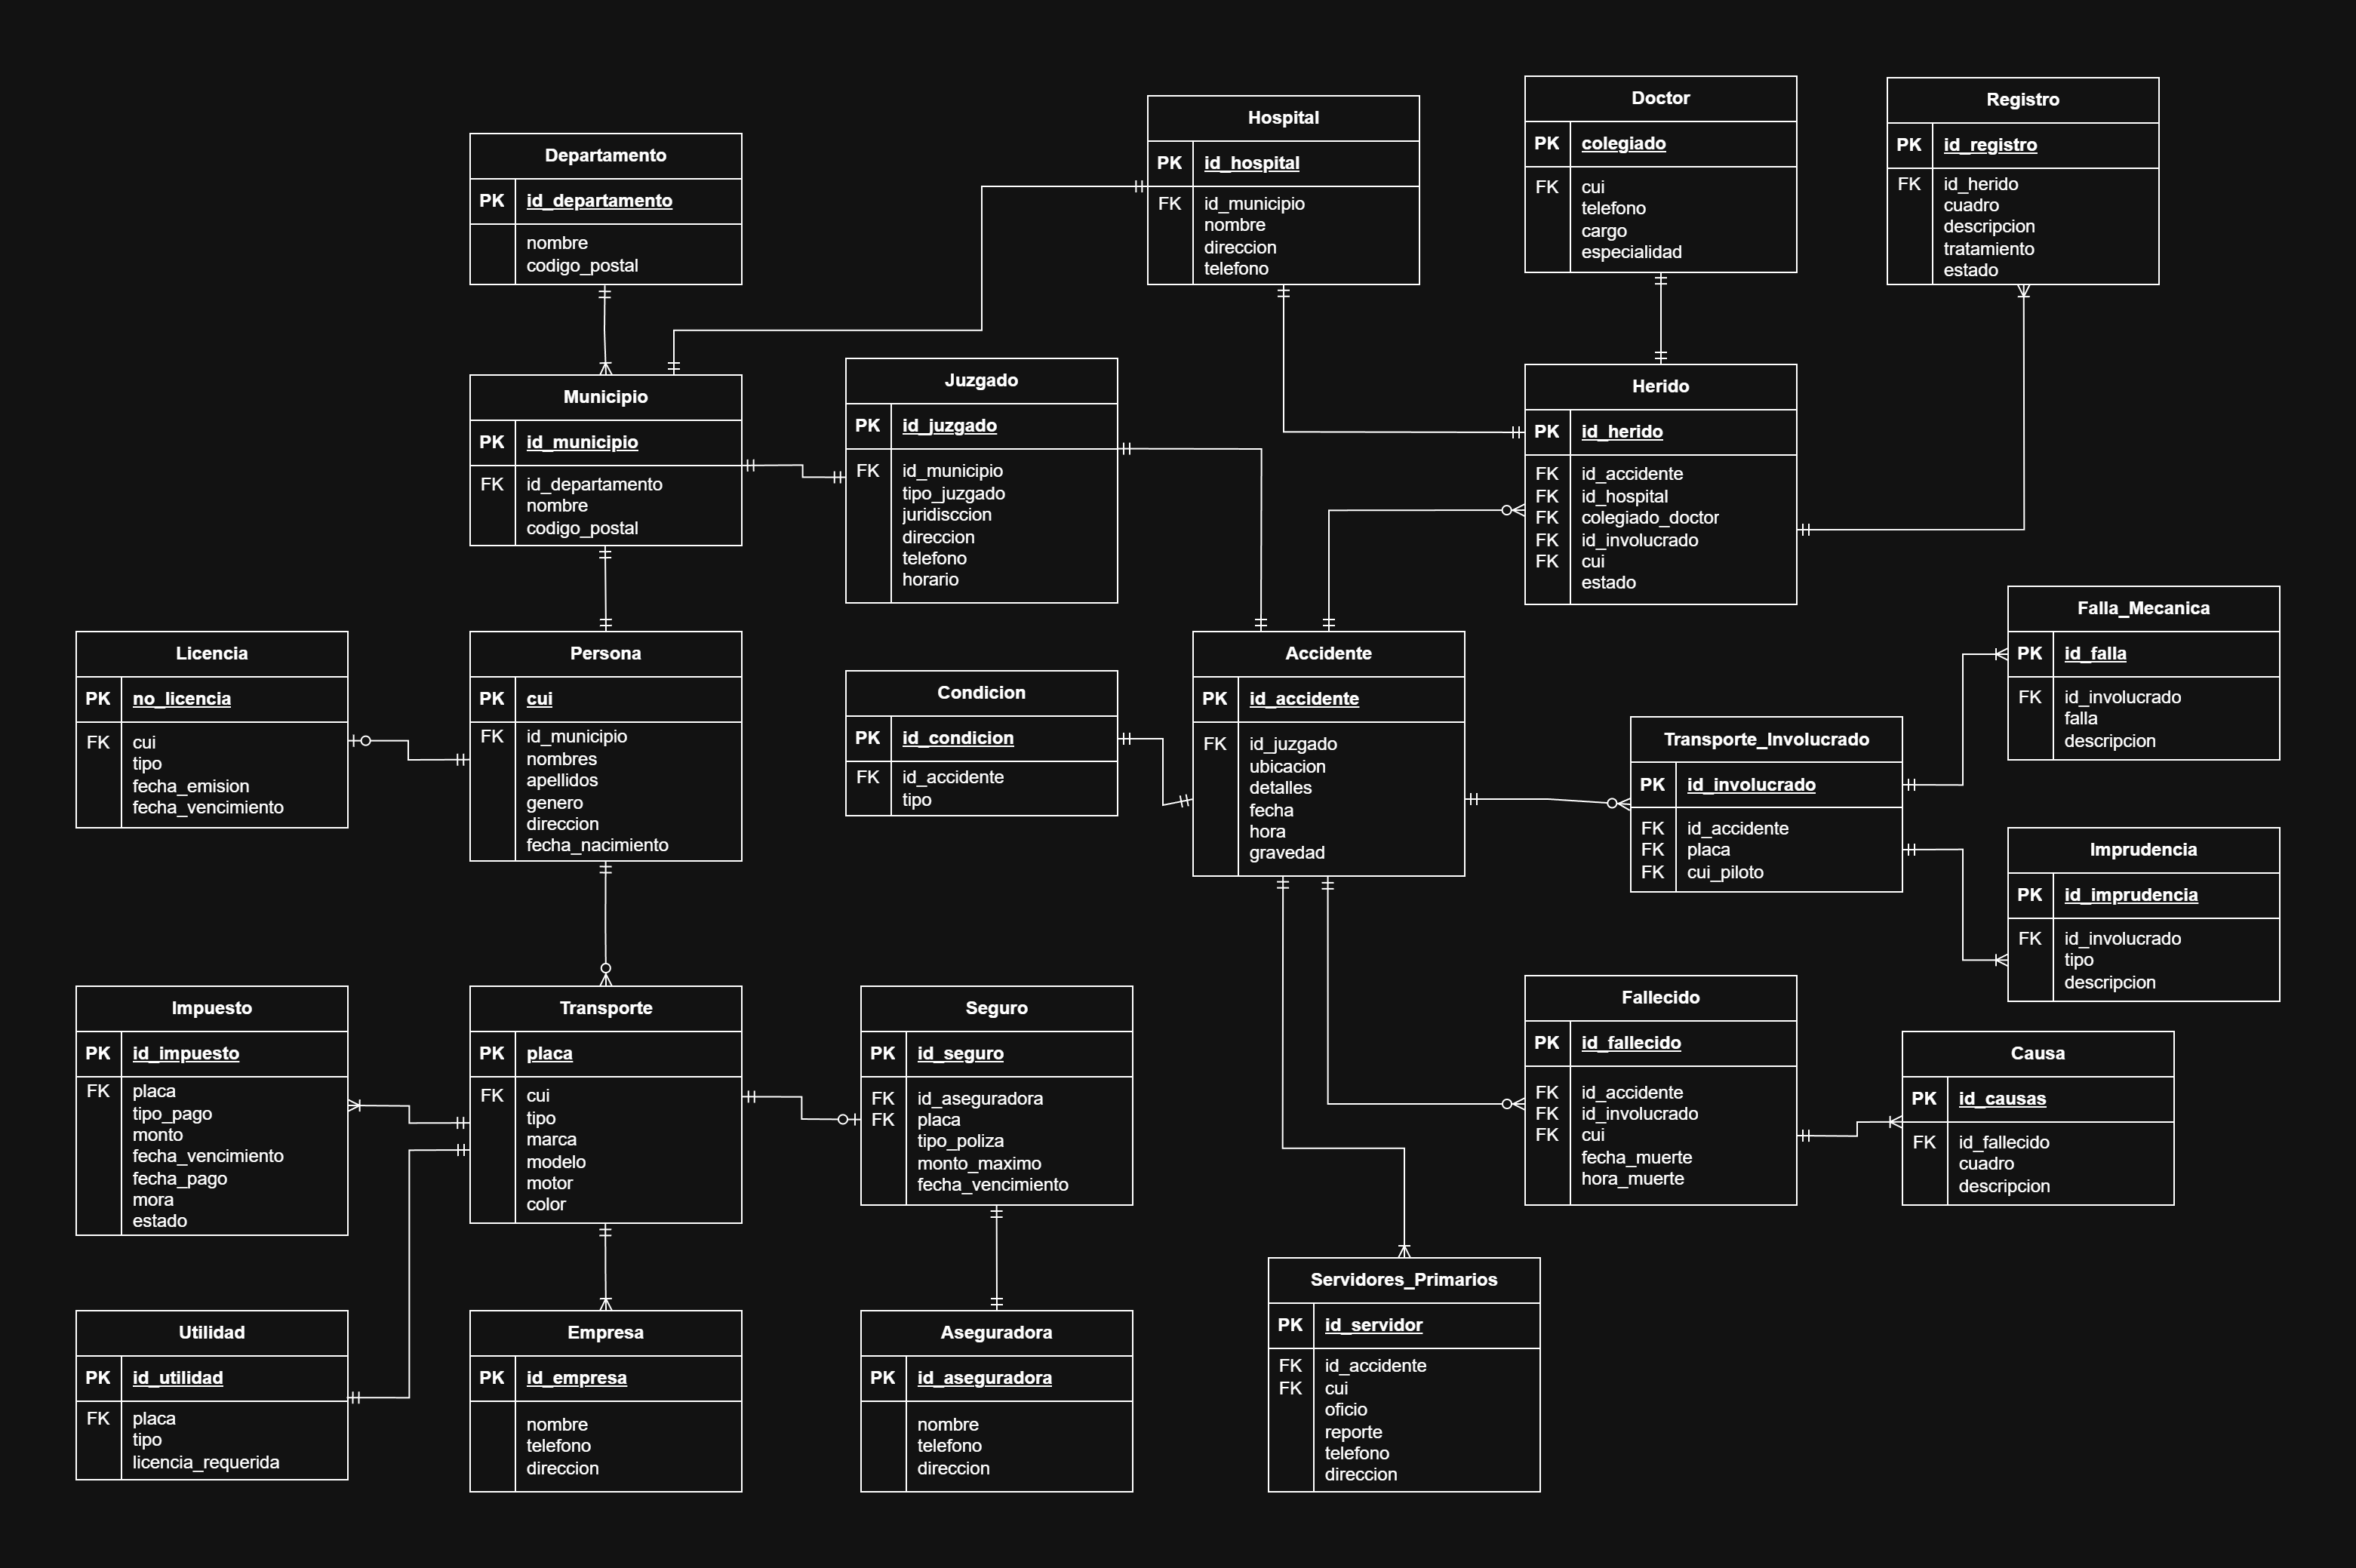 Departamento
PK id_departamento
nombre
codigo_postal
Hospital
PK id_hospital
FK id_municipio
nombre
direccion
telefono
Doctor
PK colegiado
FK cui
telefono
cargo
especialidad
Registro
PK id_registro
FK id_herido
cuadro
descripcion
tratamiento
estado
Municipio
PK id_municipio
FK id_departamento
nombre
codigo_postal
Juzgado
PK id_juzgado
FK id_municipio
tipo_juzgado
juridisccion
direccion
telefono
horario
Herido
PK id_herido
FK id_accidente
FK id_hospital
FK colegiado_doctor
FK id_involucrado
FK cui
estado
Licencia
PK no_licencia
FK cui
tipo
fecha_emision
fecha_vencimiento
Persona
PK cui
FK id_municipio
nombres
apellidos
genero
direccion
fecha_nacimiento
Condicion
PK id_condicion
FK id_accidente
tipo
Accidente
PK id_accidente
FK id_juzgado
ubicacion
detalles
fecha
hora
gravedad
Transporte_Involucrado
PK id_involucrado
FK id_accidente
FK placa
FK cui_piloto
Falla_Mecanica
PK id_falla
FK id_involucrado
falla
descripcion
Imprudencia
PK id_imprudencia
FK id_involucrado
tipo
descripcion
Impuesto
PK id_impuesto
FK placa
tipo_pago
monto
fecha_vencimiento
fecha_pago
mora
estado
Transporte
PK placa
FK cui
tipo
marca
modelo
motor
color
Seguro
PK id_seguro
FK id_aseguradora
FK placa
tipo_poliza
monto_maximo
fecha_vencimiento
Fallecido
PK id_fallecido
FK id_accidente
FK id_involucrado
FK cui
fecha_muerte
hora_muerte
Causa
PK id_causas
FK id_fallecido
cuadro
descripcion
Utilidad
PK id_utilidad
FK placa
tipo
licencia_requerida
Empresa
PK id_empresa
nombre
telefono
direccion
Aseguradora
PK id_aseguradora
nombre
telefono
direccion
Servidores_Primarios
PK id_servidor
FK id_accidente
FK cui
oficio
reporte
telefono
direccion